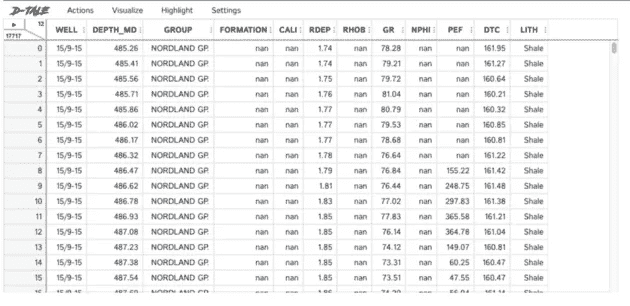 D-TALE Actions Visualize Highlight Settings
12
17717 WELL DEPTH_MD GROUP FORMATION CALI RDEP RHOB GR NPHI PEF DTC LITH
0 15/9-15 485.26 NORDLAND GP. nan nan 1.74 nan 78.28 nan nan 161.95 Shale
1 15/9-15 485.41 NORDLAND GP. nan nan 1.74 nan 79.21 nan nan 161.27 Shale
2 15/9-15 485.56 NORDLAND GP. nan nan 1.75 nan 79.72 nan nan 160.64 Shale
3 15/9-15 485.71 NORDLAND GP. nan nan 1.76 nan 81.04 nan nan 160.21 Shale
4 15/9-15 485.86 NORDLAND GP. nan nan 1.77 nan 80.79 nan nan 160.32 Shale
5 15/9-15 486.02 NORDLAND GP. nan nan 1.77 nan 79.53 nan nan 160.85 Shale
6 15/9-15 486.17 NORDLAND GP. nan nan 1.77 nan 78.68 nan nan 160.81 Shale
7 15/9-15 486.32 NORDLAND GP. nan nan 1.78 nan 76.64 nan nan 161.22 Shale
8 15/9-15 486.47 NORDLAND GP. nan nan 1.79 nan 76.84 nan 155.22 161.42 Shale
9 15/9-15 486.62 NORDLAND GP. nan nan 1.81 nan 76.44 nan 248.75 161.48 Shale
10 15/9-15 486.78 NORDLAND GP. nan nan 1.83 nan 77.02 nan 297.83 161.38 Shale
11 15/9-15 486.93 NORDLAND GP. nan nan 1.85 nan 77.83 nan 365.58 161.21 Shale
12 15/9-15 487.08 NORDLAND GP. nan nan 1.85 nan 76.14 nan 364.78 161.04 Shale
13 15/9-15 487.23 NORDLAND GP. nan nan 1.85 nan 74.12 nan 149.07 160.81 Shale
14 15/9-15 487.38 NORDLAND GP. nan nan 1.85 nan 73.31 nan 60.25 160.47 Shale
15 15/9-15 487.54 NORDLAND GP. nan nan 1.85 nan 73.51 nan 47.55 160.47 Shale